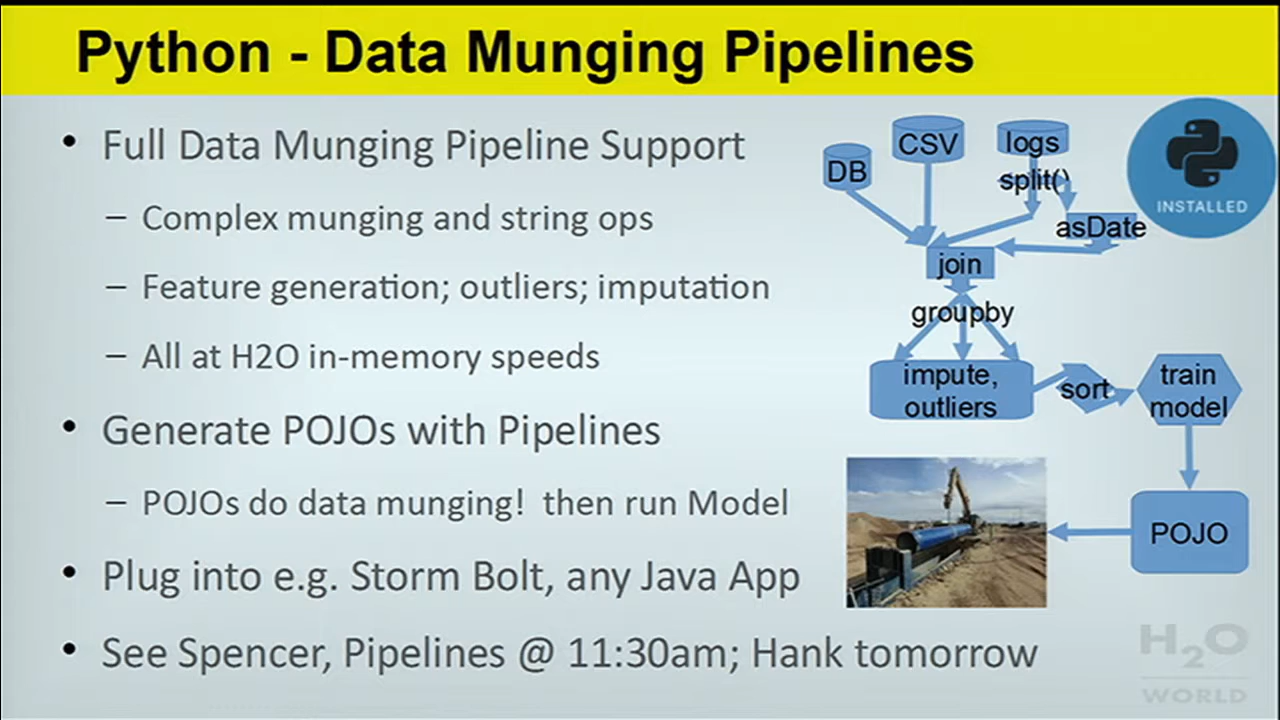 Python - Data Munging Pipelines
• Full Data Munging Pipeline Support
– Complex munging and string ops
– Feature generation; outliers; imputation
– All at H2O in-memory speeds
• Generate POJOs with Pipelines
– POJOs do data munging!  then run Model
• Plug into e.g. Storm Bolt, any Java App
• See Spencer, Pipelines @ 11:30am; Hank tomorrow
DB
CSV
logs
split()
asDate
join
groupby
impute,
outliers
sort
train
model
POJO
INSTALLED
H2O
WORLD